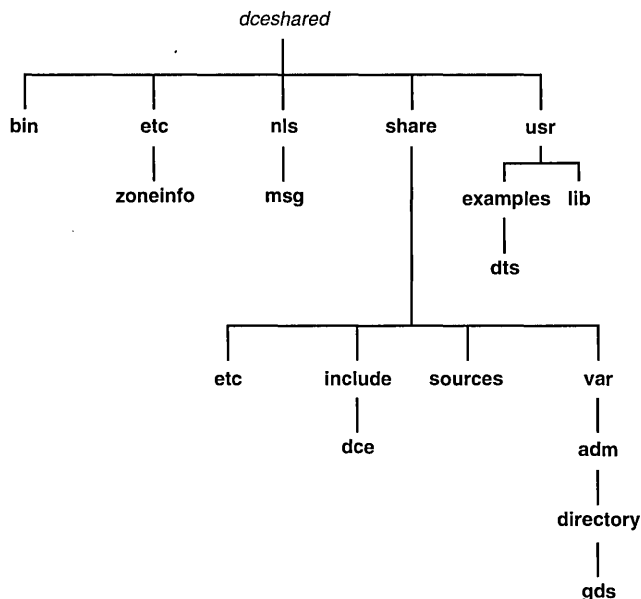 dceshared
bin etc nls share usr
zoneinfo msg examples lib
dts
etc include sources var
dce adm
directory
gds